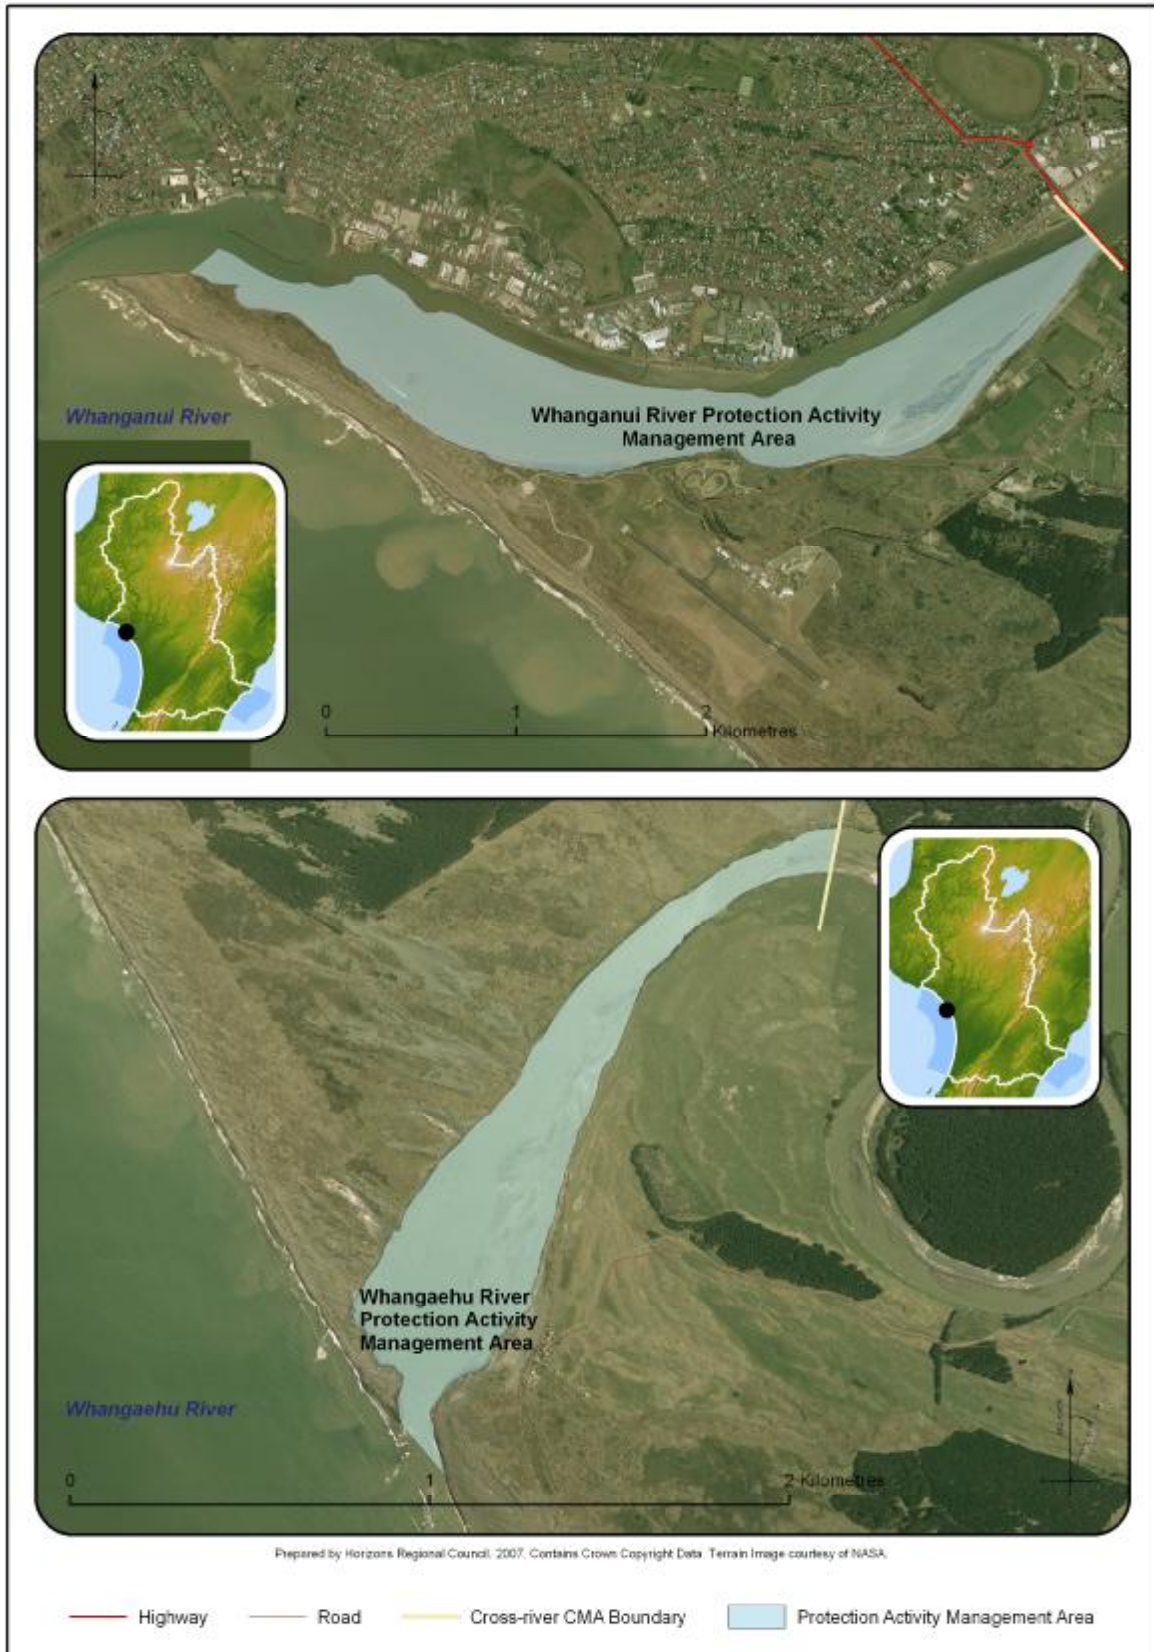 Whanganui River
Whanganui River Protection Activity
Management Area
0 1 2
Kilometres
Whangaehu River
Protection Activity
Management Area
Whangaehu River
0 1 2 Kilometres
Prepared by Horizons Regional Council, 2007. Contains Crown Copyright Data. Terrain Image courtesy of NASA.
Highway Road Cross-river CMA Boundary Protection Activity Management Area